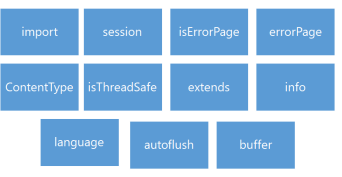 import session isErrorPage errorPage
ContentType isThreadSafe extends info
language autoflush buffer